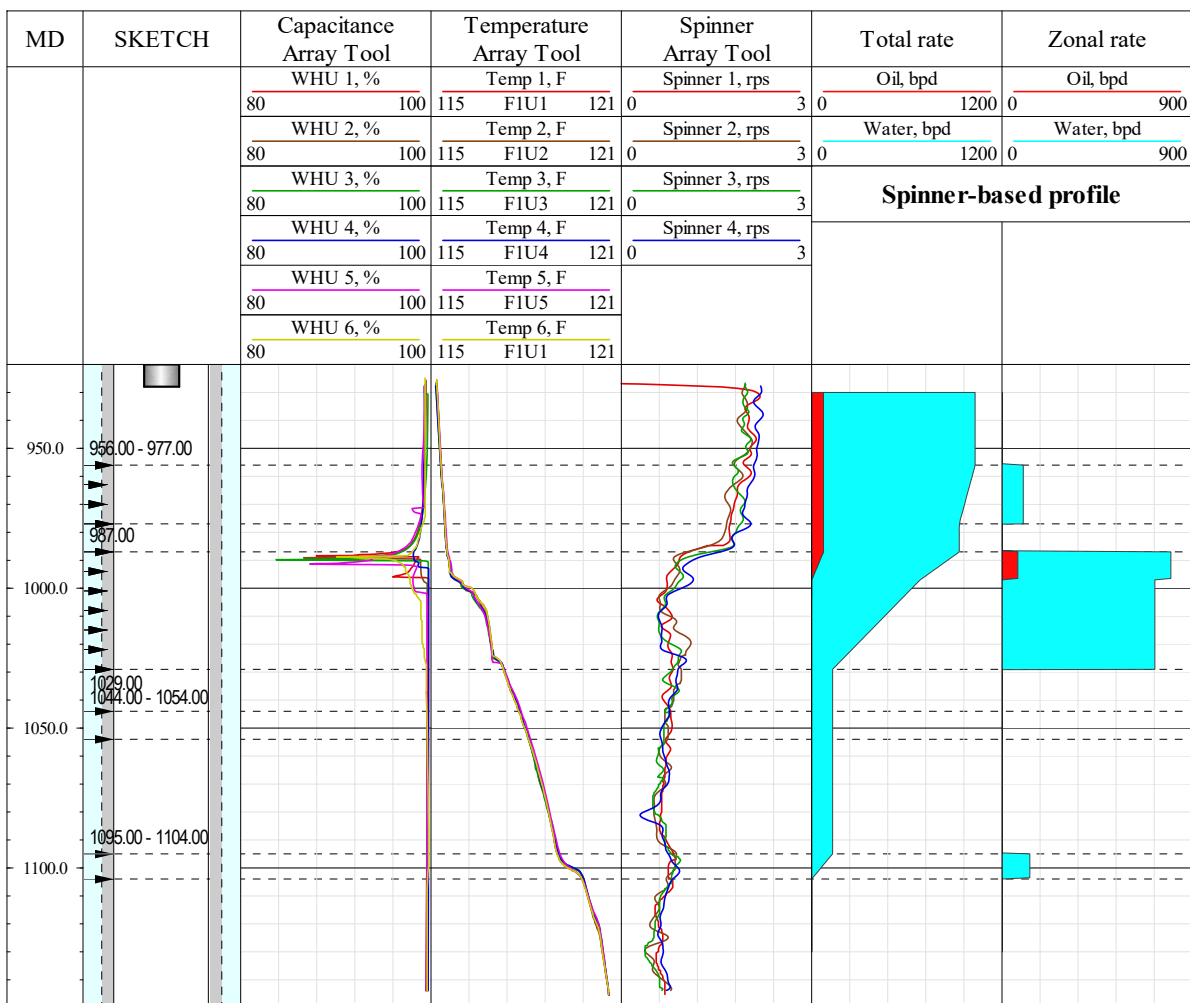 MD SKETCH Capacitance Temperature Spinner Total rate Zonal rate
Array Tool Array Tool Array Tool
WHU 1, % Temp 1, F Spinner 1, rps Oil, bpd Oil, bpd
80 100 115 F1U1 121 0 3 0 1200 0 900
WHU 2, % Temp 2, F Spinner 2, rps Water, bpd Water, bpd
80 100 115 F1U2 121 0 3 0 1200 0 900
WHU 3, % Temp 3, F Spinner 3, rps
80 100 115 F1U3 121 0 3
Spinner-based profile
WHU 4, % Temp 4, F Spinner 4, rps
80 100 115 F1U4 121 0 3
WHU 5, % Temp 5, F
80 100 115 F1U5 121
WHU 6, % Temp 6, F
80 100 115 F1U1 121
950.0 956.00 - 977.00
987.00
1000.0
1029.00
1044.00 - 1054.00
1050.0
1095.00 - 1104.00
1100.0